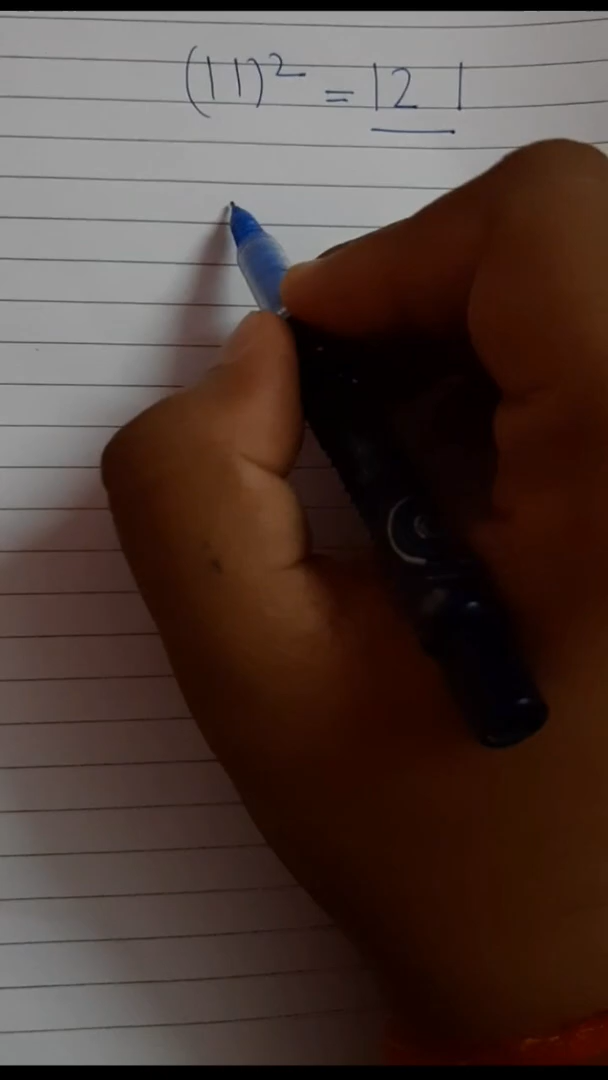 (11)² = 121